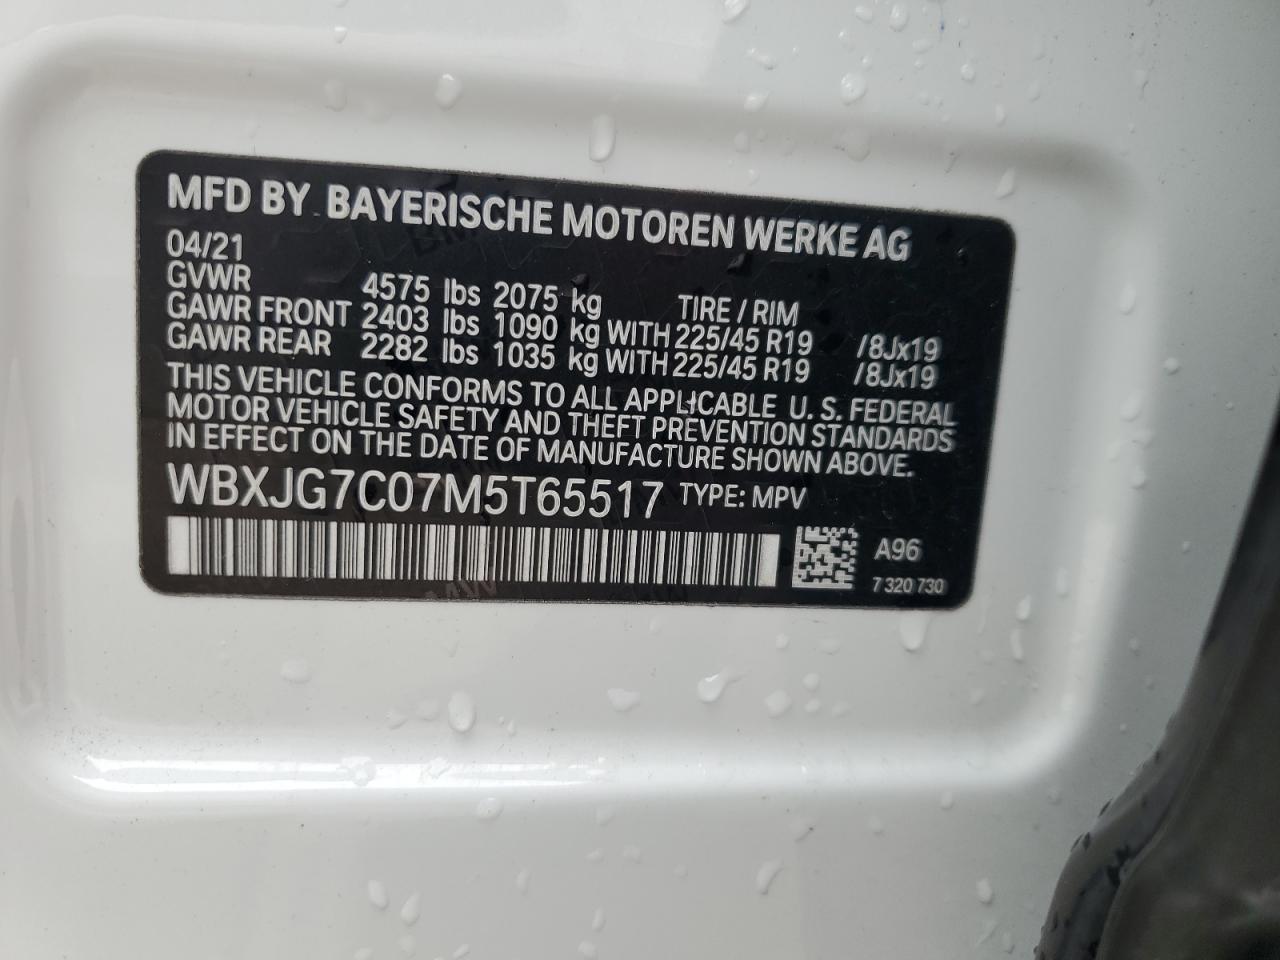 MFD BY BAYERISCHE MOTOREN WERKE AG
04/21
GVWR 4575 lbs 2075 kg TIRE / RIM
GAWR FRONT 2403 lbs 1090 kg WITH 225/45 R19 /8Jx19
GAWR REAR 2282 lbs 1035 kg WITH 225/45 R19 /8Jx19
THIS VEHICLE CONFORMS TO ALL APPLICABLE U. S. FEDERAL
MOTOR VEHICLE SAFETY AND THEFT PREVENTION STANDARDS
IN EFFECT ON THE DATE OF MANUFACTURE SHOWN ABOVE.
WBXJG7C07M5T65517 TYPE: MPV
A96
7 320 730